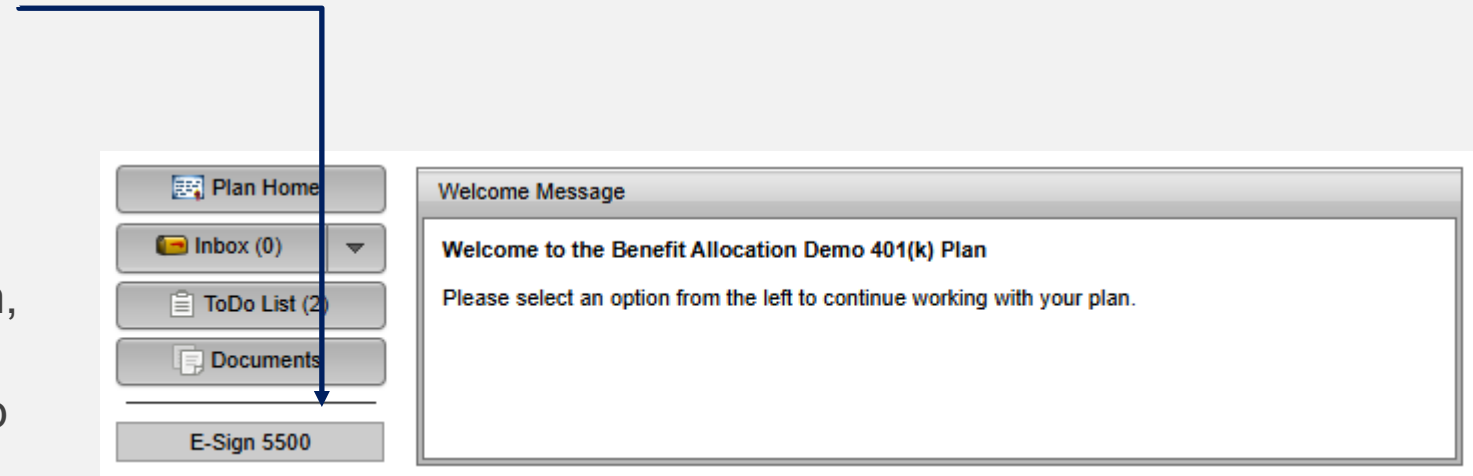 Plan Home
Inbox (0)
ToDo List (2)
Documents
E-Sign 5500
Welcome Message
Welcome to the Benefit Allocation Demo 401(k) Plan
Please select an option from the left to continue working with your plan.